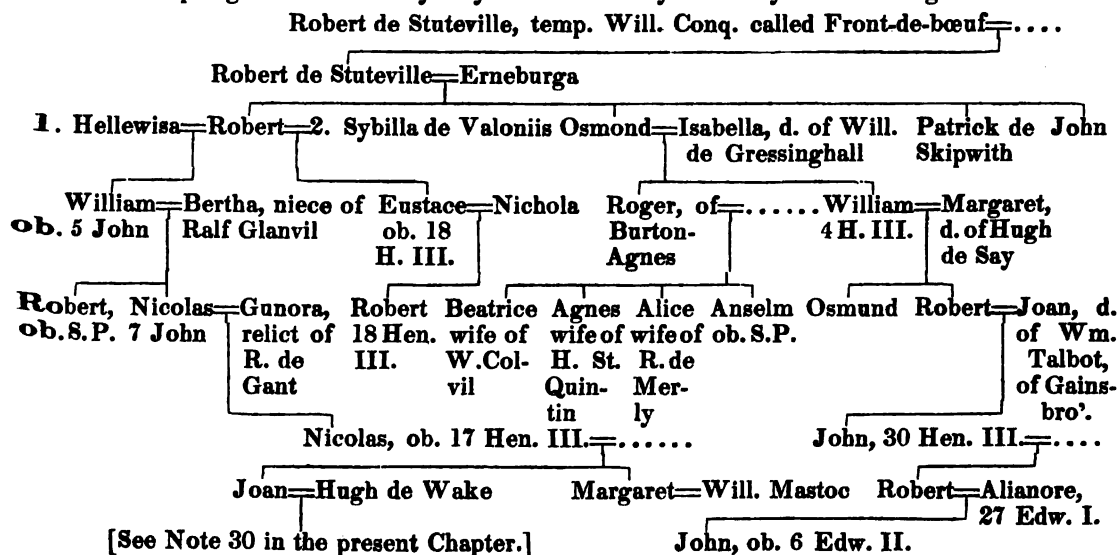 Robert de Stuteville, temp. Will. Conq. called Front-de-bœuf=....
Robert de Stuteville=Erneburga
1. Hellewisa=Robert=2. Sybilla de Valoniis Osmond=Isabella, d. of Will. Patrick de John
de Gressinghall Skipwith
William=Bertha, niece of Eustace=Nichola Roger, of=......William=Margaret,
ob. 5 John Ralf Glanvil ob. 18 Burton- 4 H. III. d. of Hugh
H. III. Agnes de Say
Robert, Nicolas=Gunora, Robert Beatrice Agnes Alice Anselm Osmund Robert=Joan, d.
ob. S.P. 7 John relict of 18 Hen. wife of wife of wife of ob. S.P. of Wm.
R. de III. W. Col- H. St. R. de Talbot,
Gant vil Quin- Mer- of Gains-
tin ly bro'.
Nicolas, ob. 17 Hen. III.=...... John, 30 Hen. III.=....
Joan=Hugh de Wake Margaret=Will. Mastoc Robert=Alianore,
27 Edw. I.
[See Note 30 in the present Chapter.] John, ob. 6 Edw. II.